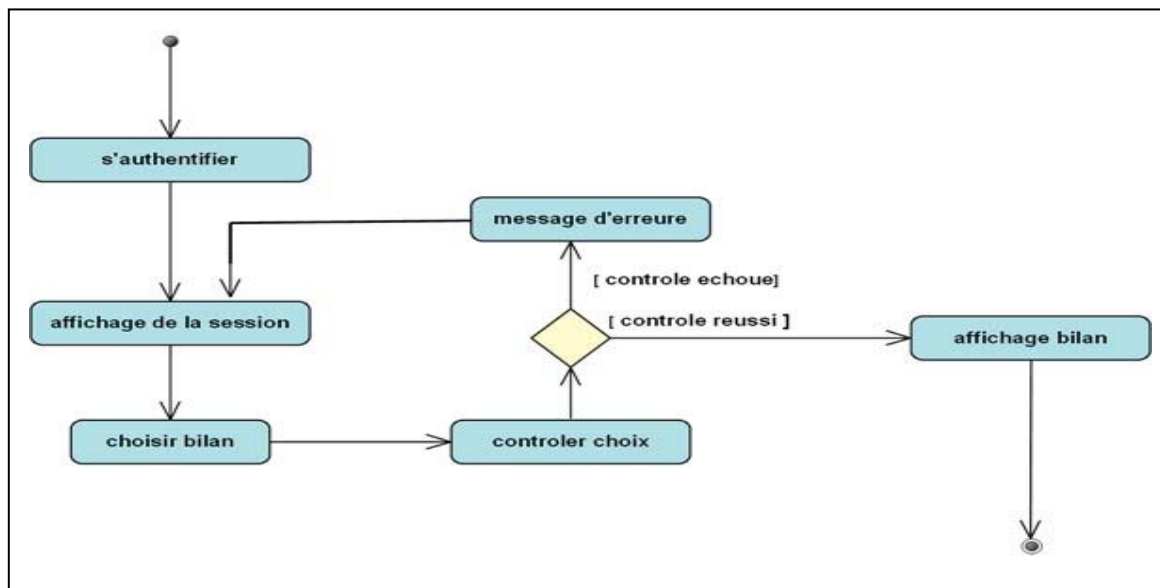 s'authentifier
message d'erreure
[ controle echoue]
affichage de la session
[ controle reussi ]
affichage bilan
choisir bilan
controler choix